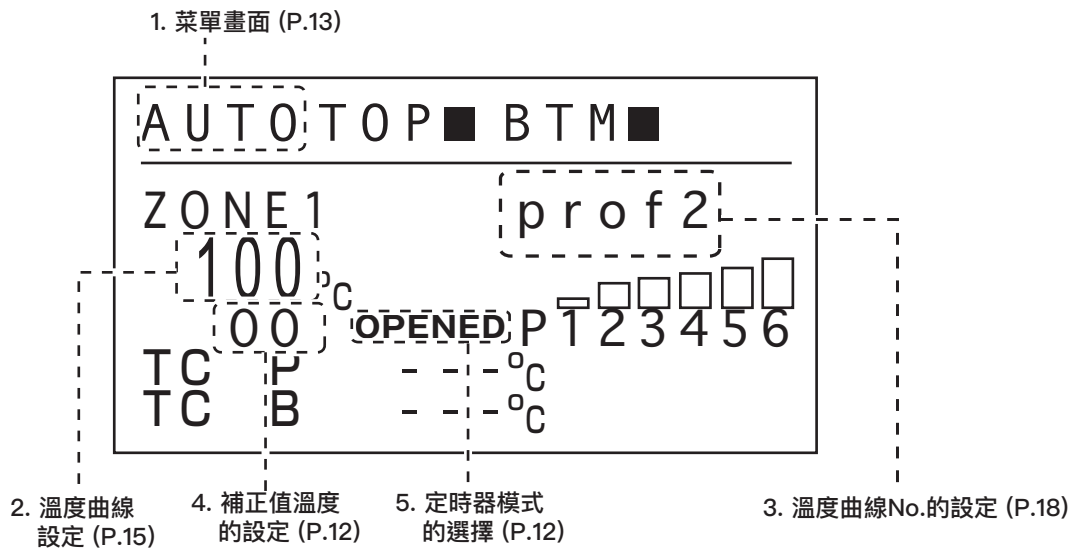 1. 菜單畫面 (P.13)
AUTO TOP■ BTM■
ZONE1 prof2
100 °C
00 OPENED P123456
TC P - - - °C
TC B - - - °C
2. 溫度曲線
設定 (P.15)
4. 補正值溫度
的設定 (P.12)
5. 定時器模式
的選擇 (P.12)
3. 溫度曲線No.的設定 (P.18)